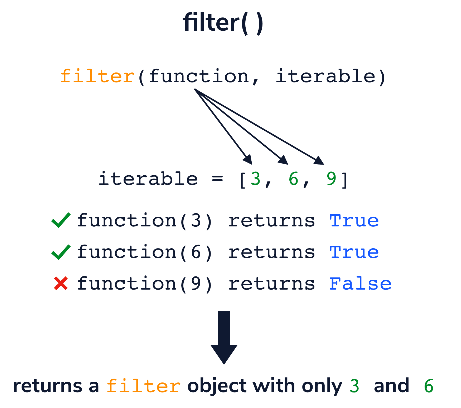 filter( )
filter(function, iterable)
iterable = [3, 6, 9]
function(3) returns True
function(6) returns True
function(9) returns False
returns a filter object with only 3 and 6